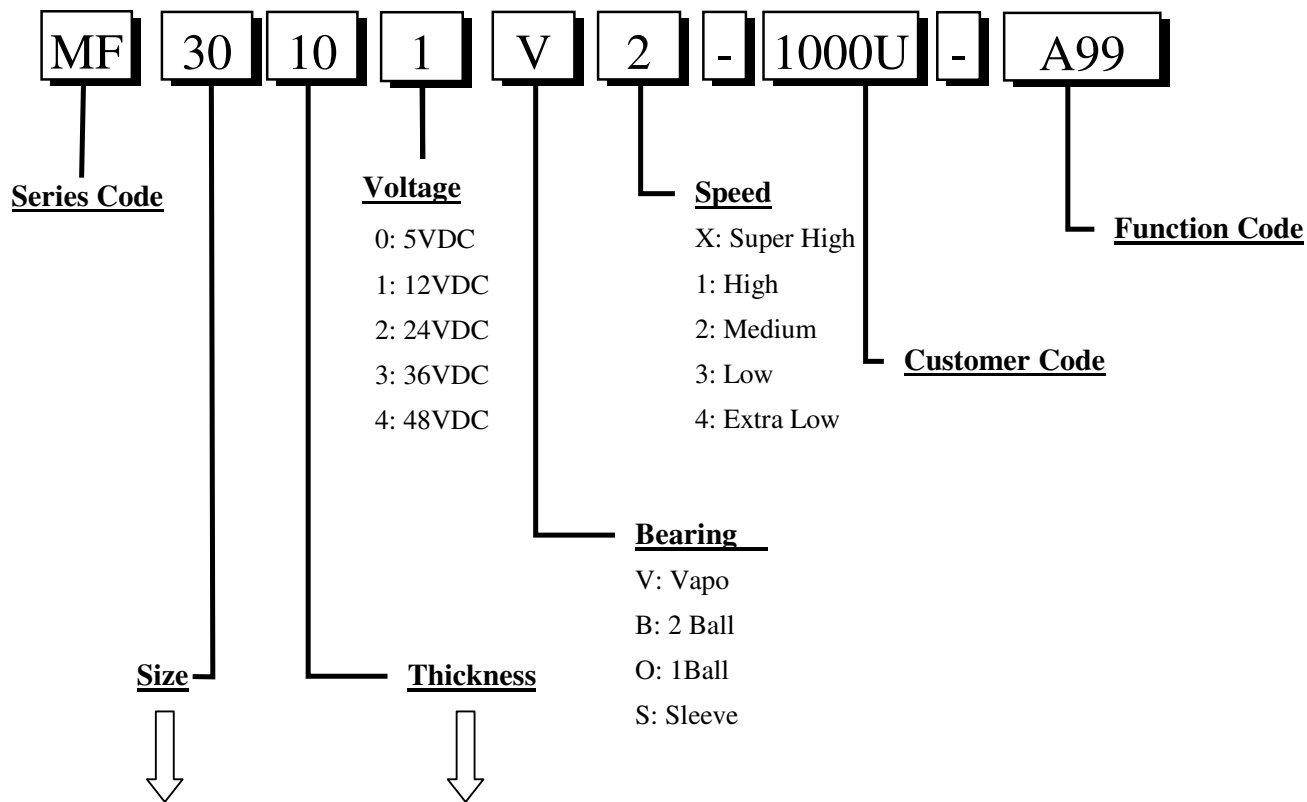 MF 30 10 1 V 2 - 1000U - A99
Series Code
Voltage
0: 5VDC
1: 12VDC
2: 24VDC
3: 36VDC
4: 48VDC
Speed
X: Super High
1: High
2: Medium
3: Low
4: Extra Low
Function Code
Customer Code
Bearing
V: Vapo
B: 2 Ball
O: 1Ball
S: Sleeve
Size
Thickness